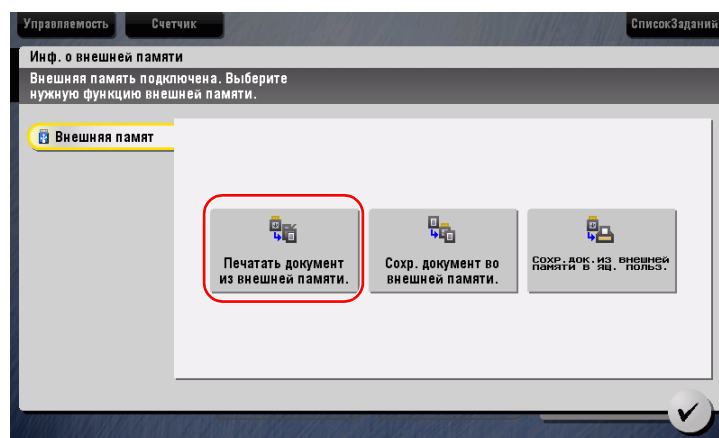 Управляемость Счетчик СписокЗаданий
Инф. о внешней памяти
Внешняя память подключена. Выберите
нужную функцию внешней памяти.
Внешняя памят
Печатать документ
из внешней памяти.
Сохр. документ во
внешней памяти.
Сохр.док.из внешней
памяти в ящ. польз.